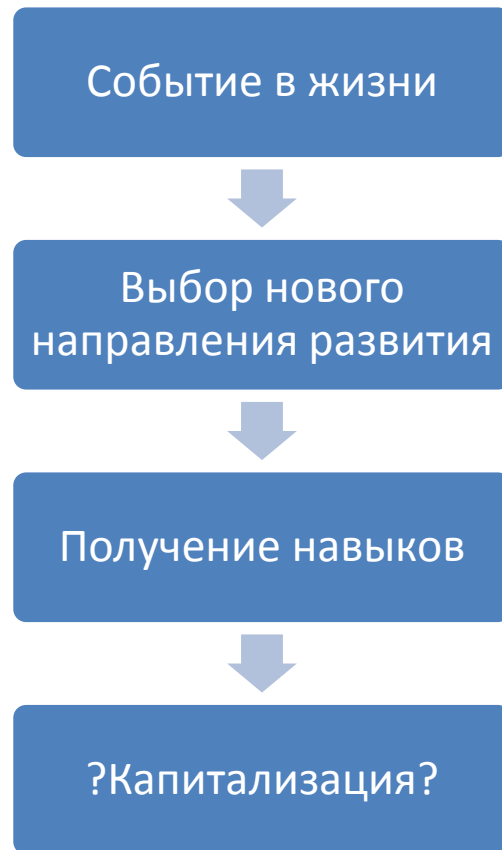 Событие в жизни
Выбор нового
направления развития
Получение навыков
?Капитализация?